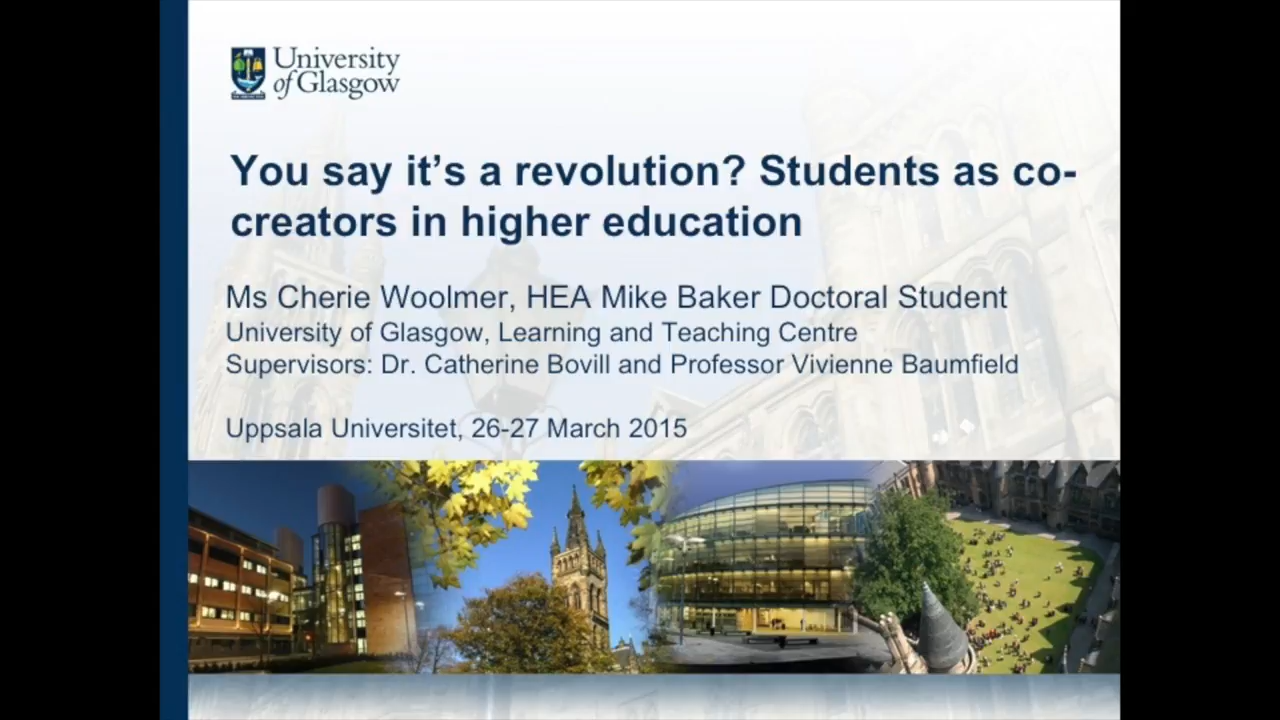 University
of Glasgow
You say it’s a revolution? Students as co-
creators in higher education
Ms Cherie Woolmer, HEA Mike Baker Doctoral Student
University of Glasgow, Learning and Teaching Centre
Supervisors: Dr. Catherine Bovill and Professor Vivienne Baumfield
Uppsala Universitet, 26-27 March 2015